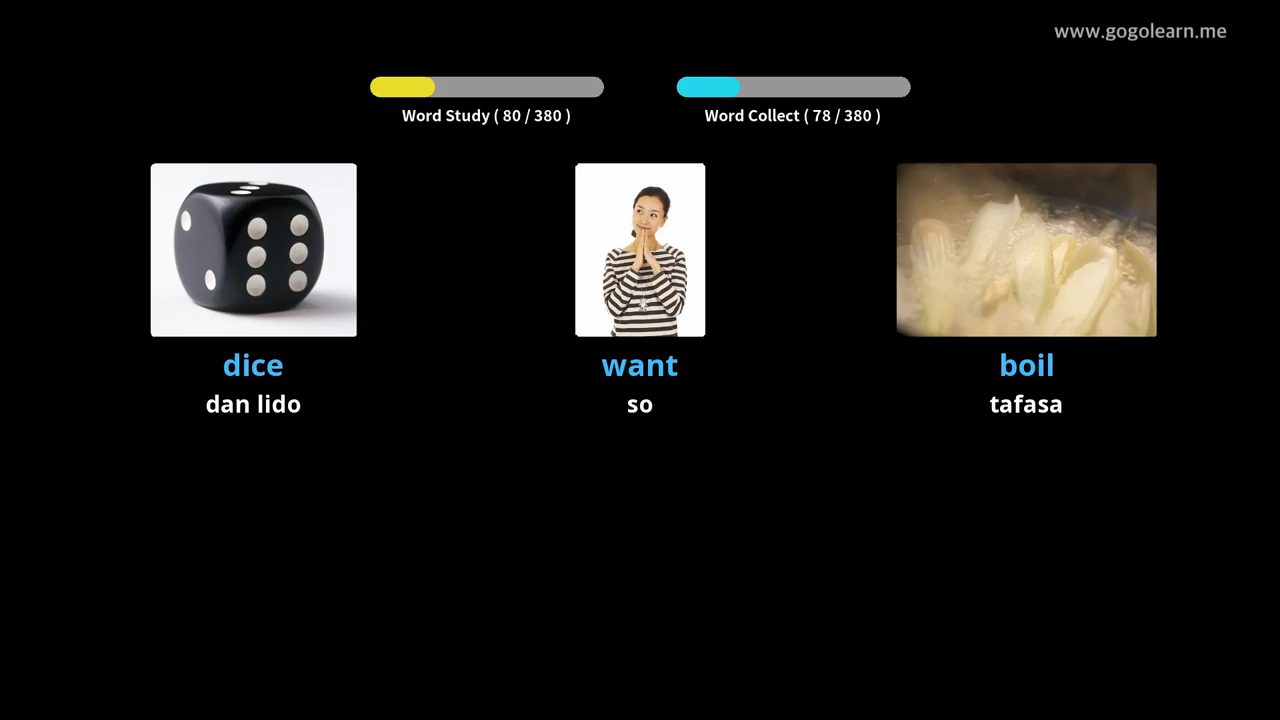 www.gogolearn.me
Word Study ( 80 / 380 )
Word Collect ( 78 / 380 )
dice
dan lido
want
so
boil
tafasa